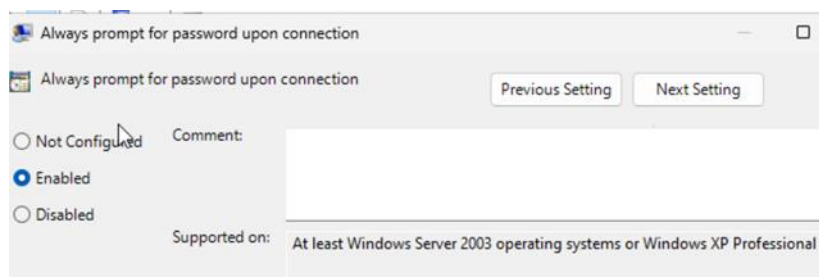 Always prompt for password upon connection
Always prompt for password upon connection
Previous Setting
Next Setting
Not Configured
Comment:
Enabled
Disabled
Supported on:
At least Windows Server 2003 operating systems or Windows XP Professional